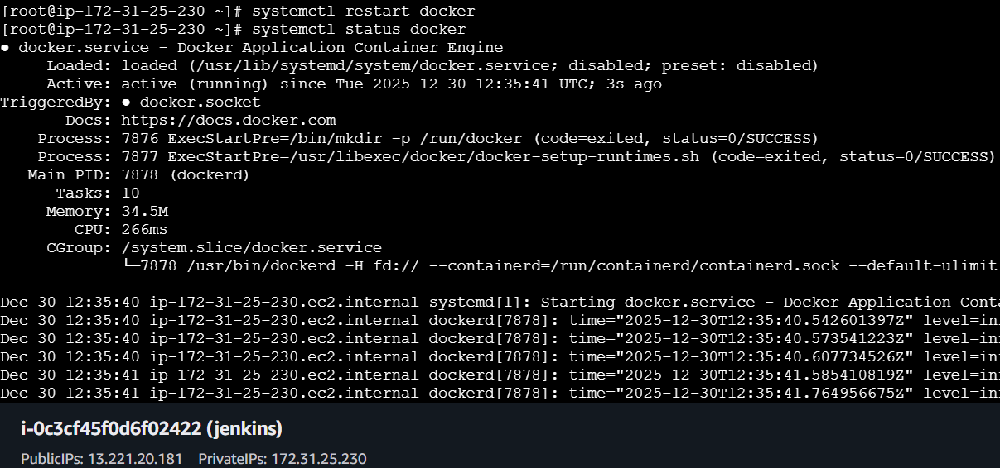 [root@ip-172-31-25-230 ~]# systemctl restart docker
[root@ip-172-31-25-230 ~]# systemctl status docker
● docker.service – Docker Application Container Engine
Loaded: loaded (/usr/lib/systemd/system/docker.service; disabled; preset: disabled)
Active: active (running) since Tue 2025-12-30 12:35:41 UTC; 3s ago
TriggeredBy: ● docker.socket
Docs: https://docs.docker.com
Process: 7876 ExecStartPre=/bin/mkdir -p /run/docker (code=exited, status=0/SUCCESS)
Process: 7877 ExecStartPre=/usr/libexec/docker/docker-setup-runtimes.sh (code=exited, status=0/SUCCESS)
Main PID: 7878 (dockerd)
Tasks: 10
Memory: 34.5M
CPU: 266ms
CGroup: /system.slice/docker.service
└─7878 /usr/bin/dockerd -H fd:// --containerd=/run/containerd/containerd.sock --default-ulimit
Dec 30 12:35:40 ip-172-31-25-230.ec2.internal systemd[1]: Starting docker.service – Docker Application Conta
Dec 30 12:35:40 ip-172-31-25-230.ec2.internal dockerd[7878]: time="2025-12-30T12:35:40.542601397Z" level=in
Dec 30 12:35:40 ip-172-31-25-230.ec2.internal dockerd[7878]: time="2025-12-30T12:35:40.573541223Z" level=in
Dec 30 12:35:40 ip-172-31-25-230.ec2.internal dockerd[7878]: time="2025-12-30T12:35:40.607734526Z" level=in
Dec 30 12:35:41 ip-172-31-25-230.ec2.internal dockerd[7878]: time="2025-12-30T12:35:41.585410819Z" level=in
Dec 30 12:35:41 ip-172-31-25-230.ec2.internal dockerd[7878]: time="2025-12-30T12:35:41.764956675Z" level=in
i-0c3cf45f0d6f02422 (jenkins)
PublicIPs: 13.221.20.181 PrivateIPs: 172.31.25.230